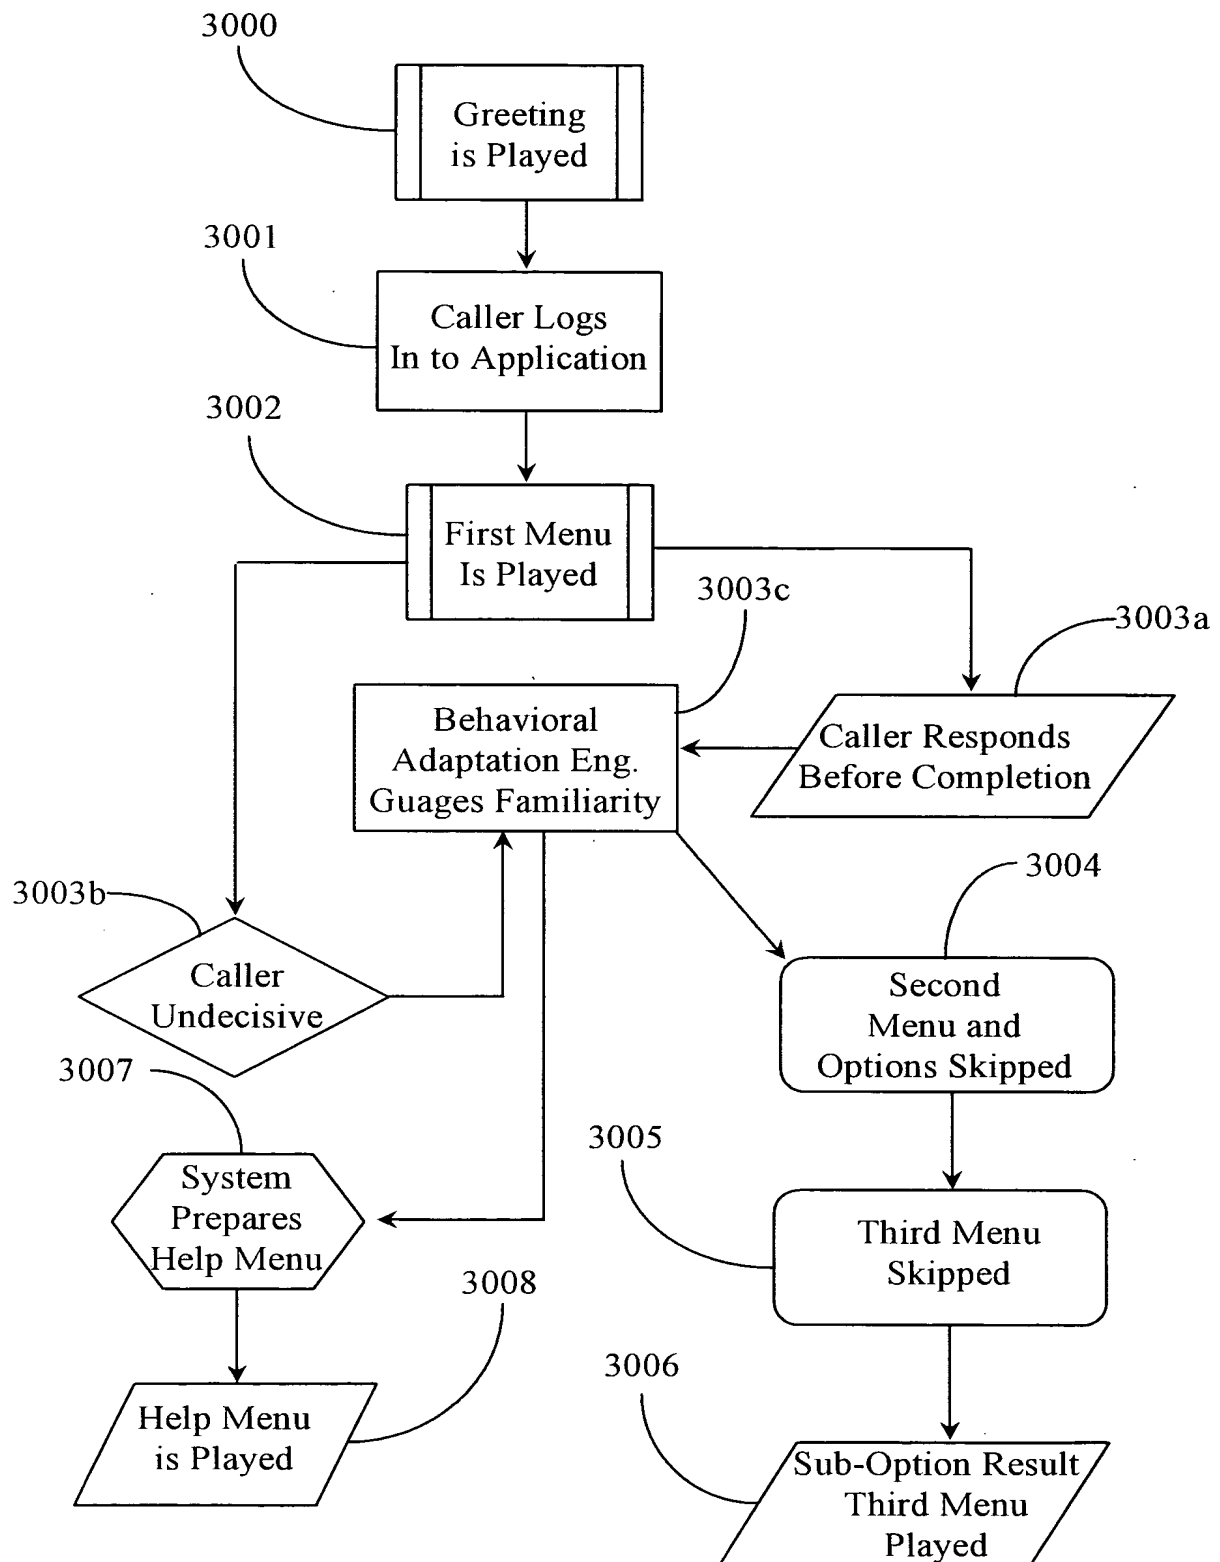 3000
Greeting
is Played
3001
Caller Logs
In to Application
3002
First Menu
Is Played
3003c
3003a
Behavioral
Adaptation Eng.
Guages Familiarity
Caller Responds
Before Completion
3003b
Caller
Undecisive
3004
Second
Menu and
Options Skipped
3007
System
Prepares
Help Menu
3005
Third Menu
Skipped
3008
Help Menu
is Played
3006
Sub-Option Result
Third Menu
Played